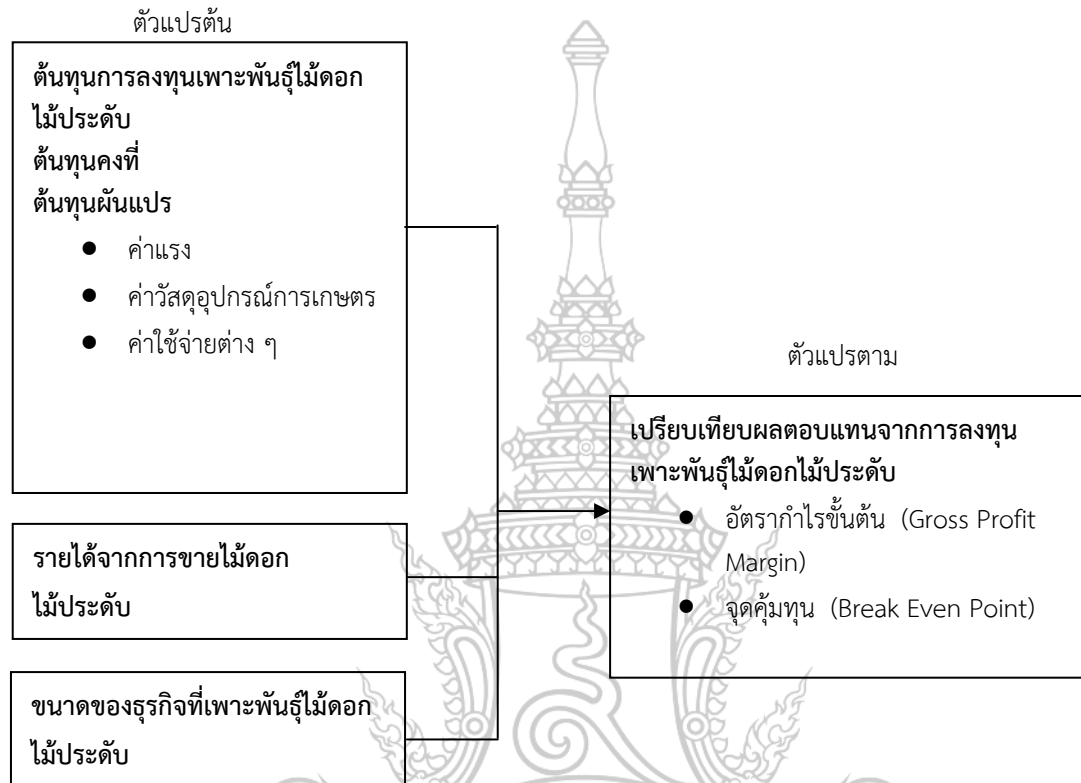 ตัวแปรต้น
ต้นทุนการลงทุนเพาะพันธุ์ไม้ดอก
ไม้ประดับ
ต้นทุนคงที่
ต้นทุนผันแปร
● ค่าแรง
● ค่าวัสดุอุปกรณ์การเกษตร
● ค่าใช้จ่ายต่าง ๆ
รายได้จากการขายไม้ดอก
ไม้ประดับ
ขนาดของธุรกิจที่เพาะพันธุ์ไม้ดอก
ไม้ประดับ
ตัวแปรตาม
เปรียบเทียบผลตอบแทนจากการลงทุน
เพาะพันธุ์ไม้ดอกไม้ประดับ
● อัตรากำไรขั้นต้น (Gross Profit
Margin)
● จุดคุ้มทุน (Break Even Point)